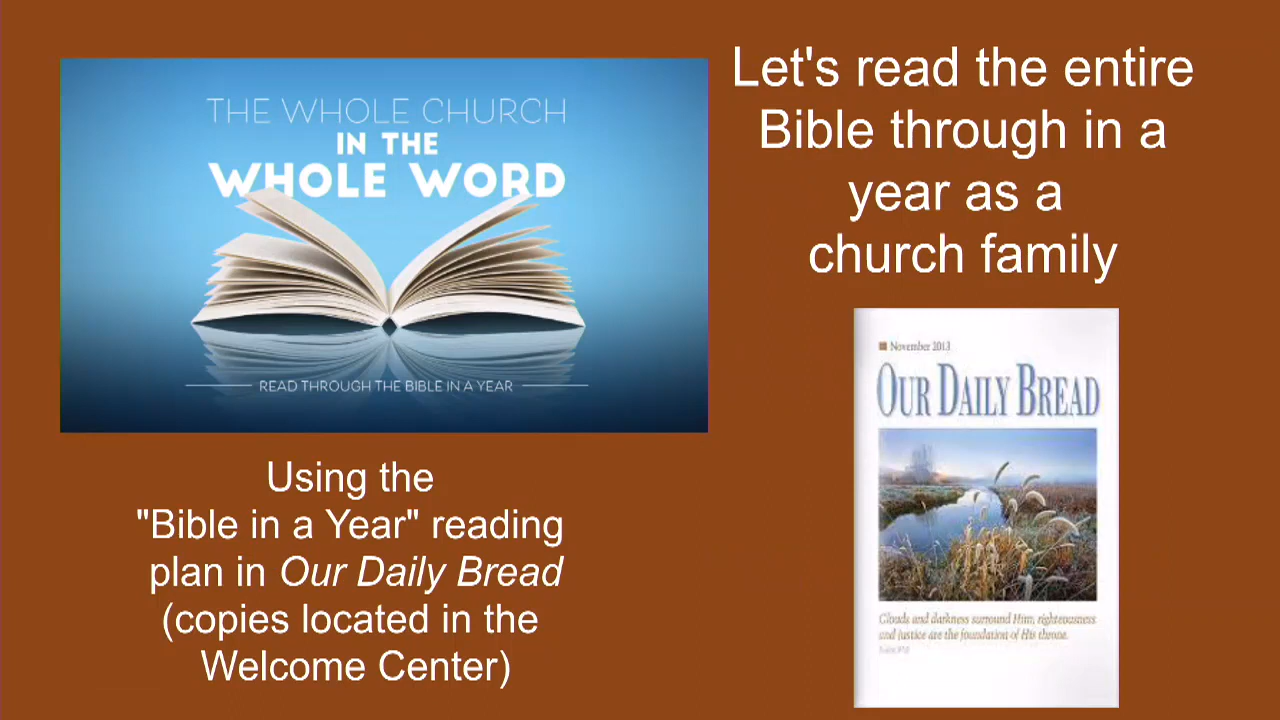 THE WHOLE CHURCH
IN THE
WHOLE WORD
READ THROUGH THE BIBLE IN A YEAR
Let's read the entire
Bible through in a
year as a
church family
Using the
"Bible in a Year" reading
plan in Our Daily Bread
(copies located in the
Welcome Center)
November 2013
OUR DAILY BREAD
Clouds and darkness surround Him; righteousness
and justice are the foundation of His throne.